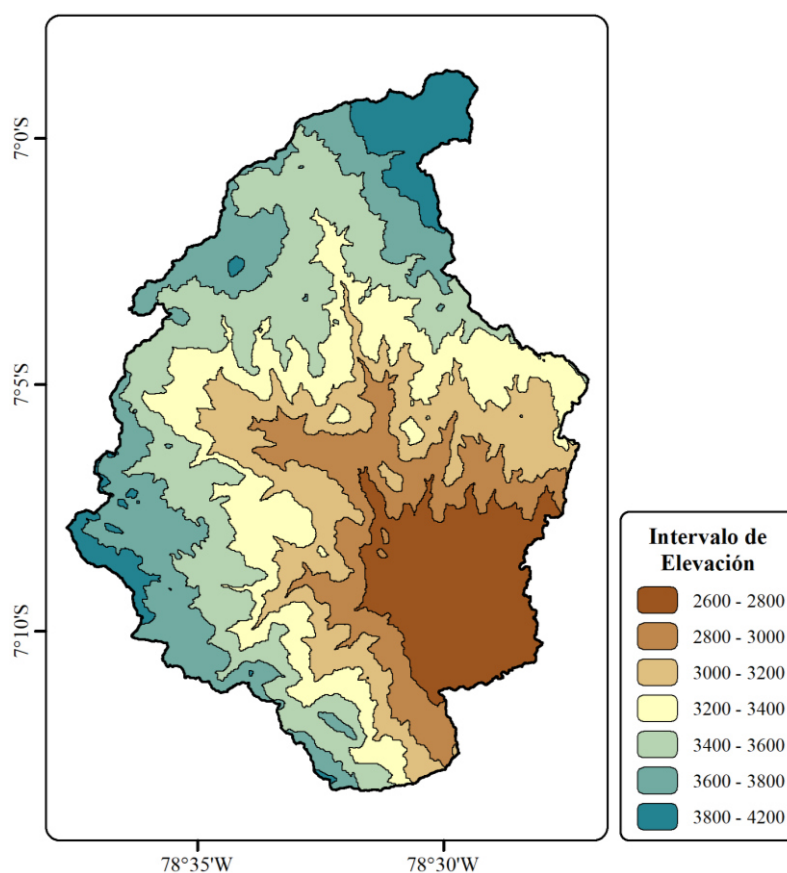 7°0'S
7°5'S
7°10'S
78°35'W
78°30'W
Intervalo de
Elevación
2600 - 2800
2800 - 3000
3000 - 3200
3200 - 3400
3400 - 3600
3600 - 3800
3800 - 4200